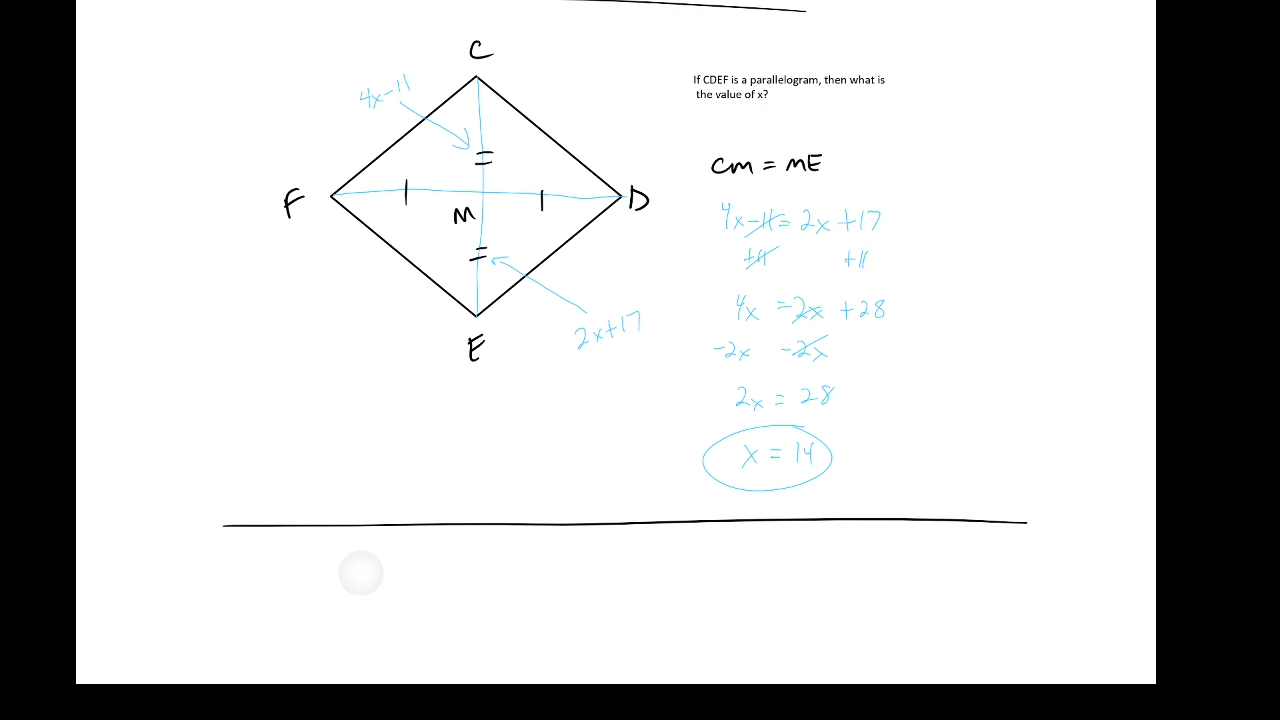 C
4x-11
If CDEF is a parallelogram, then what is
the value of x?
CM = ME
F
M
D
4x-11 = 2x +17
+11 +11
E
2x+17
4x = 2x +28
-2x -2x
2x = 28
x = 14